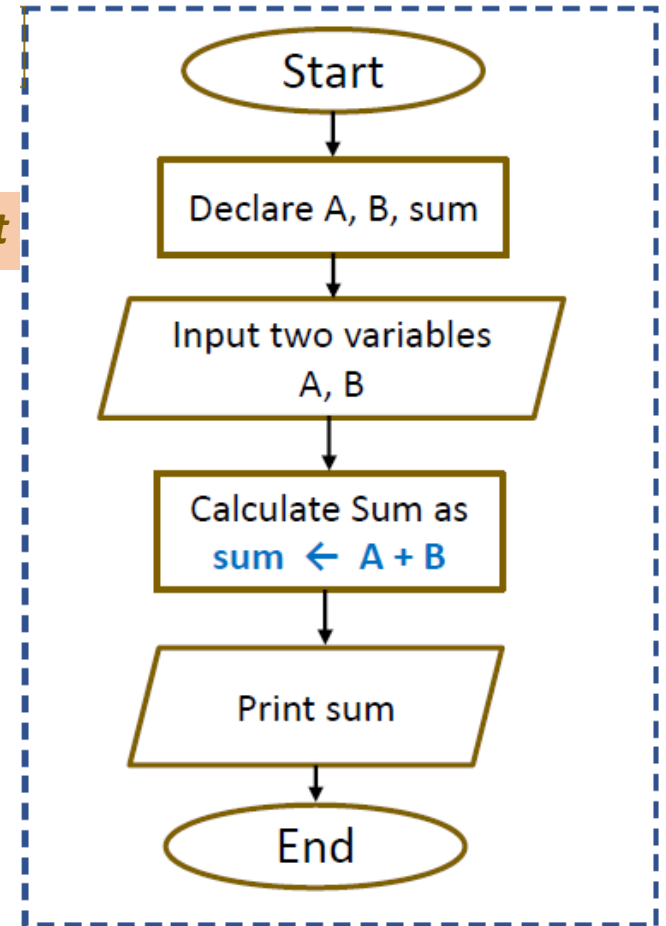 Start
Declare A, B, sum
t
Input two variables
A, B
Calculate Sum as
sum ← A + B
Print sum
End